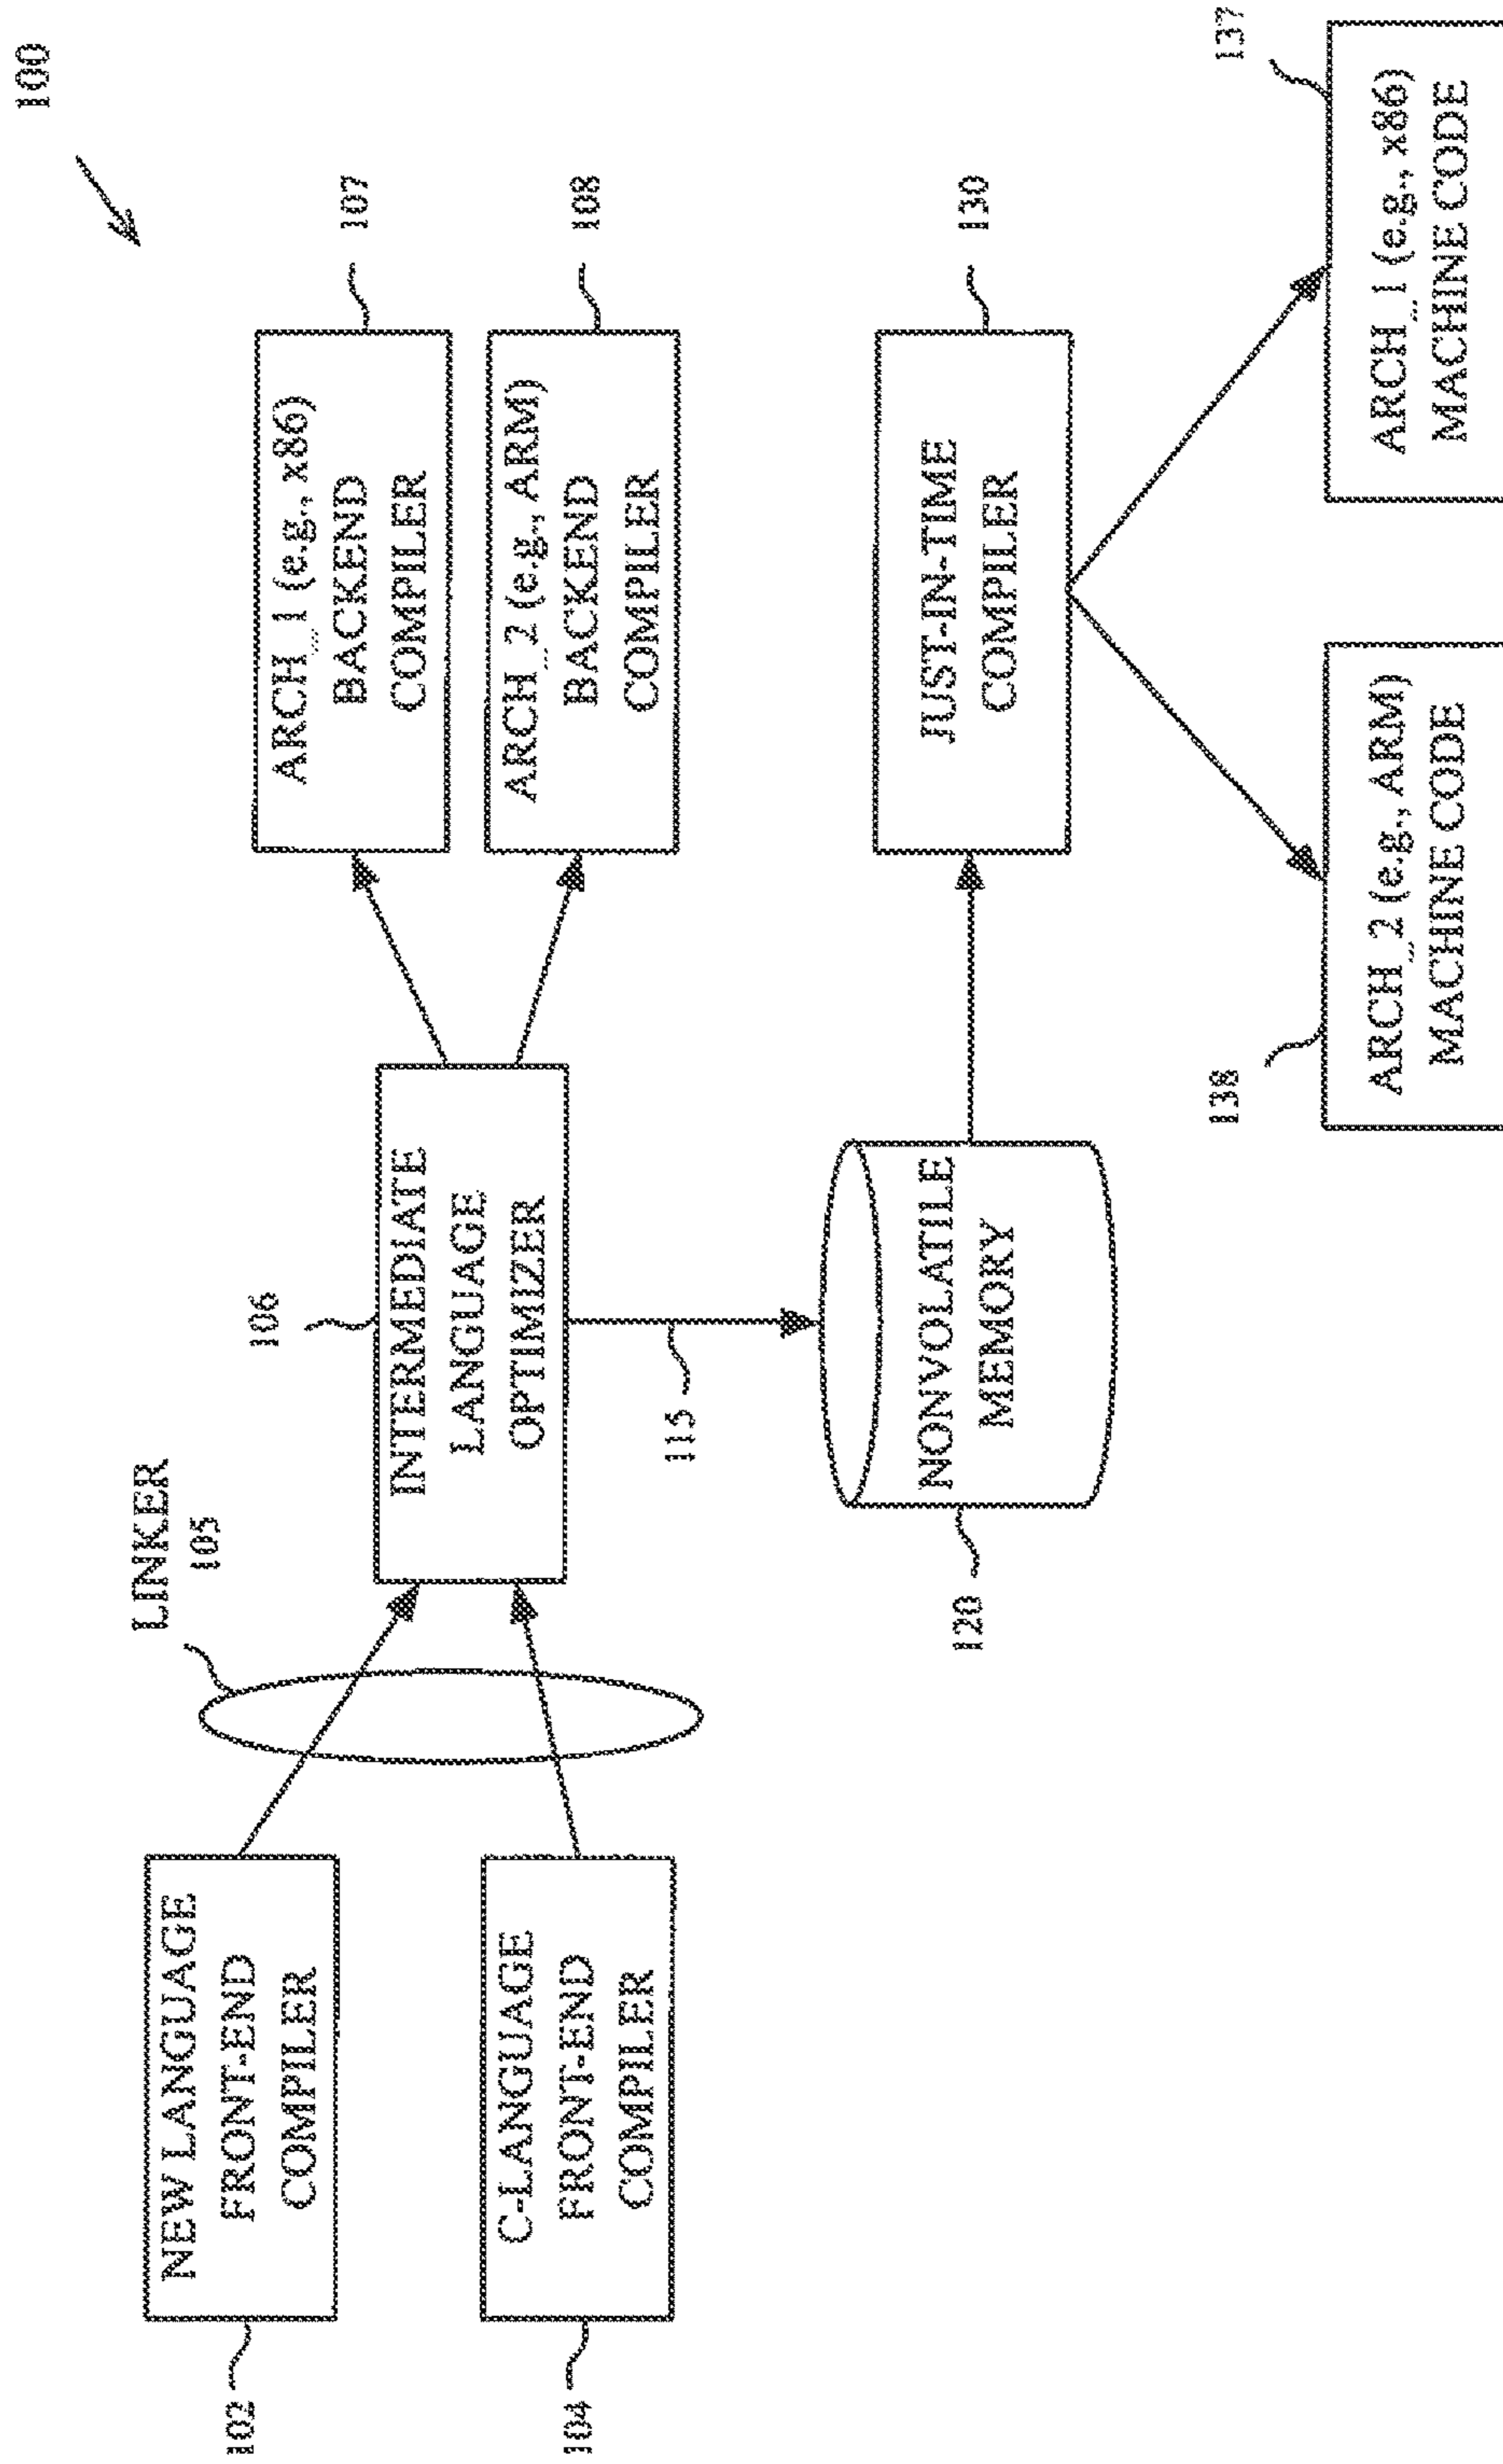 100
LINKER
105
102
NEW LANGUAGE
FRONT-END
COMPILER
104
C-LANGUAGE
FRONT-END
COMPILER
106
INTERMEDIATE
LANGUAGE
OPTIMIZER
107
ARCH_1 (e.g., x86)
BACKEND
COMPILER
108
ARCH_2 (e.g., ARM)
BACKEND
COMPILER
115
120
NONVOLATILE
MEMORY
130
JUST-IN-TIME
COMPILER
138
ARCH_2 (e.g., ARM)
MACHINE CODE
137
ARCH_1 (e.g., x86)
MACHINE CODE